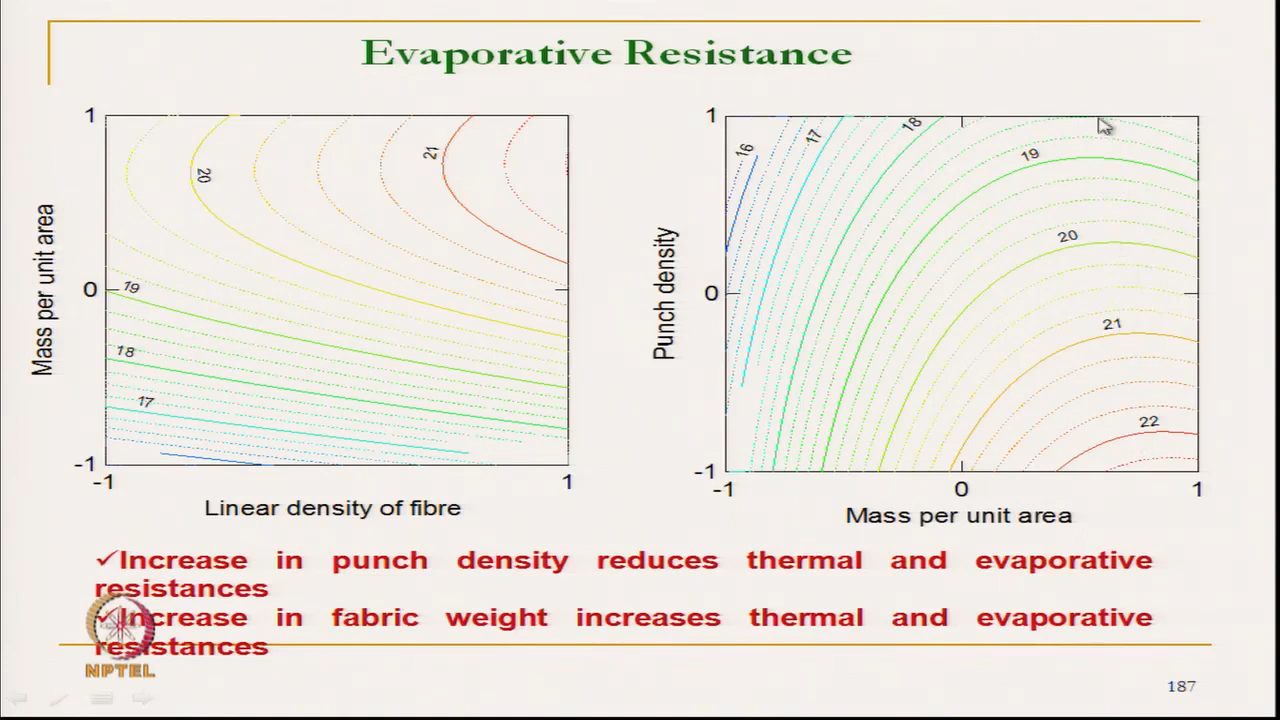 Evaporative Resistance
1
0
-1
-1
1
Mass per unit area
Linear density of fibre
20
21
19
18
17
1
0
-1
-1
0
1
Punch density
Mass per unit area
16
17
18
19
20
21
22
✓Increase in punch density reduces thermal and evaporative
resistances
✓Increase in fabric weight increases thermal and evaporative
resistances
NPTEL
187